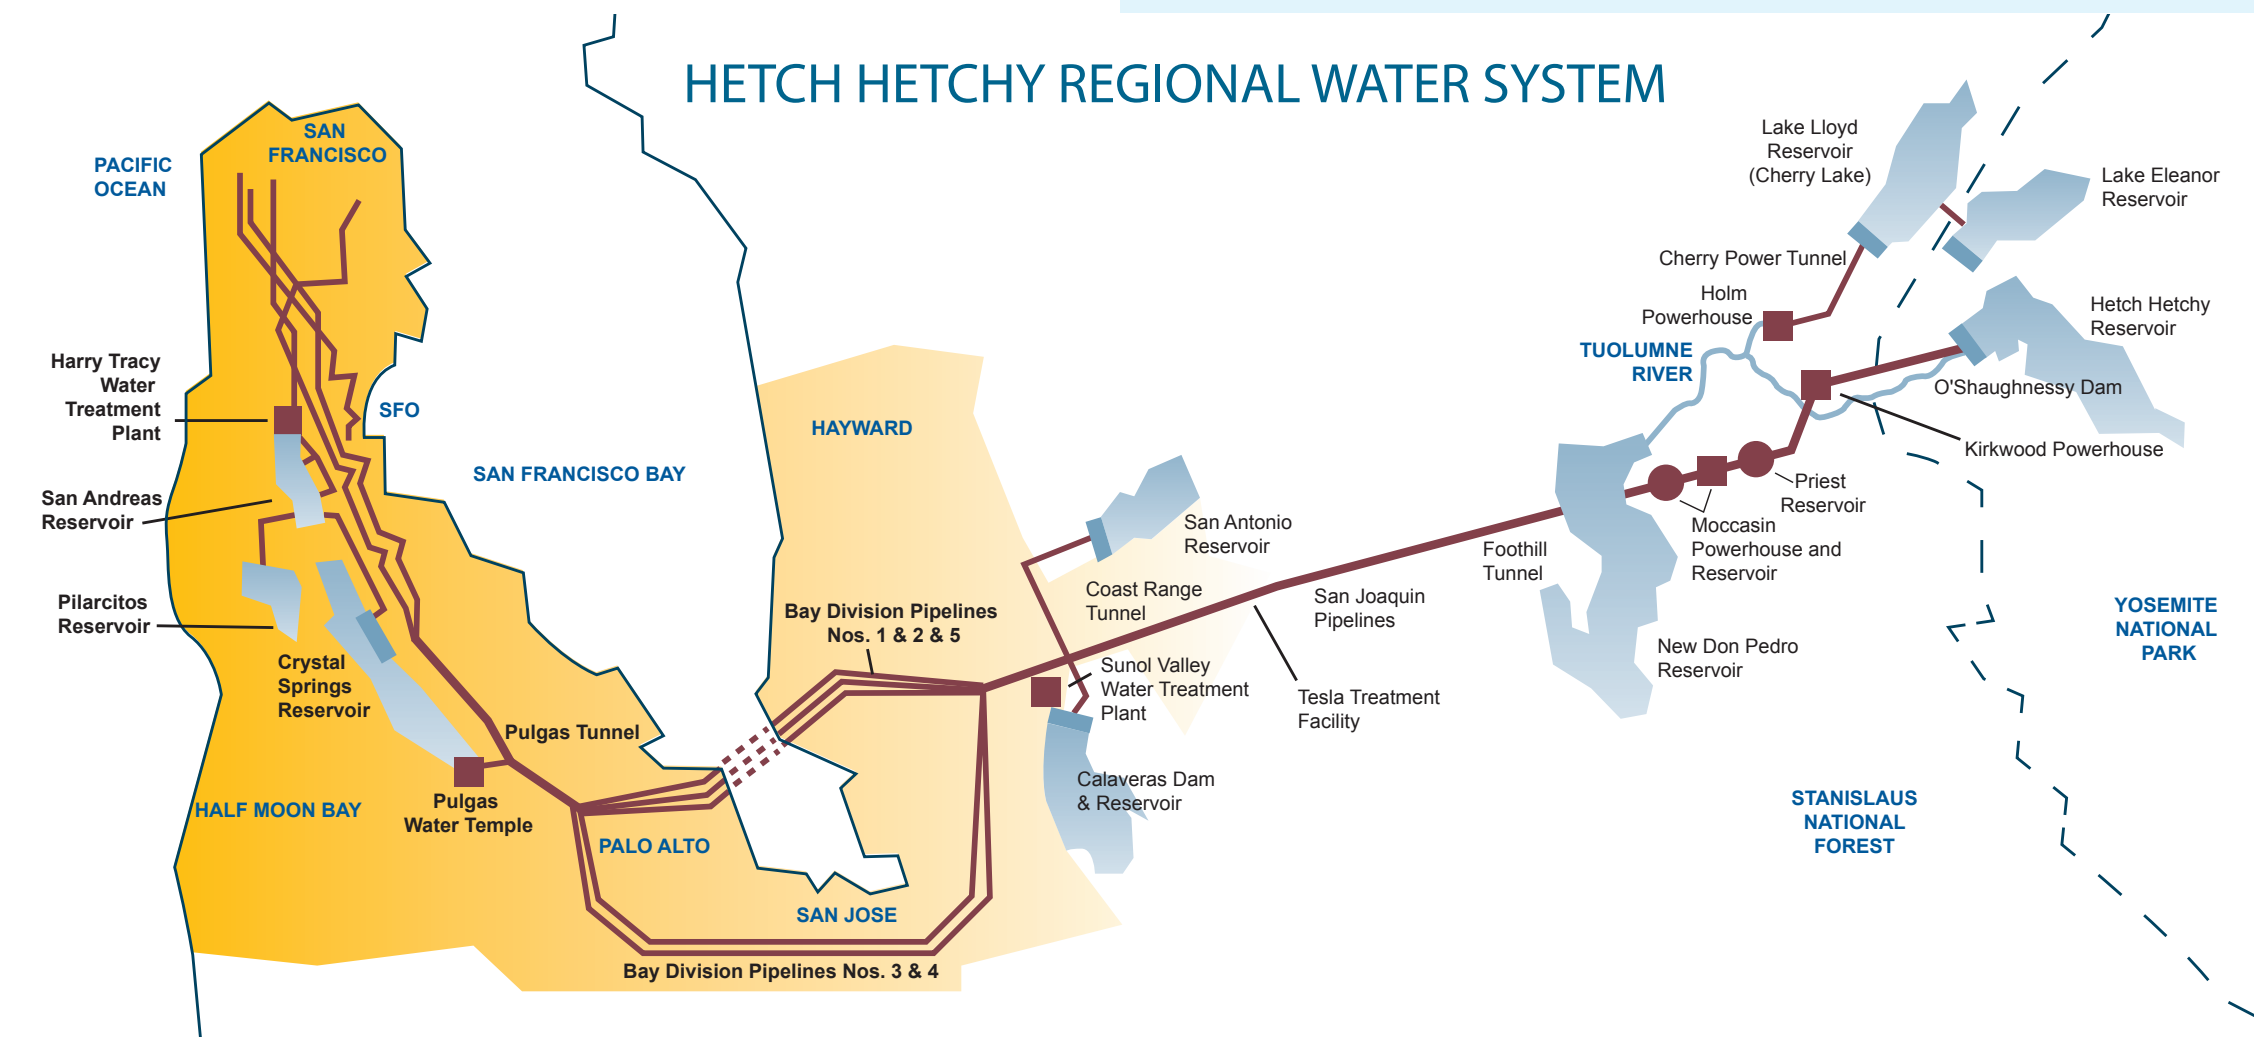 HETCH HETCHY REGIONAL WATER SYSTEM
SAN
FRANCISCO
PACIFIC
OCEAN
Harry Tracy
Water
Treatment
Plant
SFO
San Andreas
Reservoir
Pilarcitos
Reservoir
Crystal
Springs
Reservoir
HALF MOON BAY
Pulgas
Water Temple
Pulgas Tunnel
PALO ALTO
SAN FRANCISCO BAY
HAYWARD
Bay Division Pipelines
Nos. 1 & 2 & 5
SAN JOSE
Bay Division Pipelines Nos. 3 & 4
San Antonio
Reservoir
Coast Range
Tunnel
Sunol Valley
Water Treatment
Plant
Calaveras Dam
& Reservoir
Tesla Treatment
Facility
San Joaquin
Pipelines
Foothill
Tunnel
New Don Pedro
Reservoir
Moccasin
Powerhouse and
Reservoir
Priest
Reservoir
Kirkwood Powerhouse
O'Shaughnessy Dam
TUOLUMNE
RIVER
Holm
Powerhouse
Cherry Power Tunnel
Lake Lloyd
Reservoir
(Cherry Lake)
Lake Eleanor
Reservoir
Hetch Hetchy
Reservoir
YOSEMITE
NATIONAL
PARK
STANISLAUS
NATIONAL
FOREST